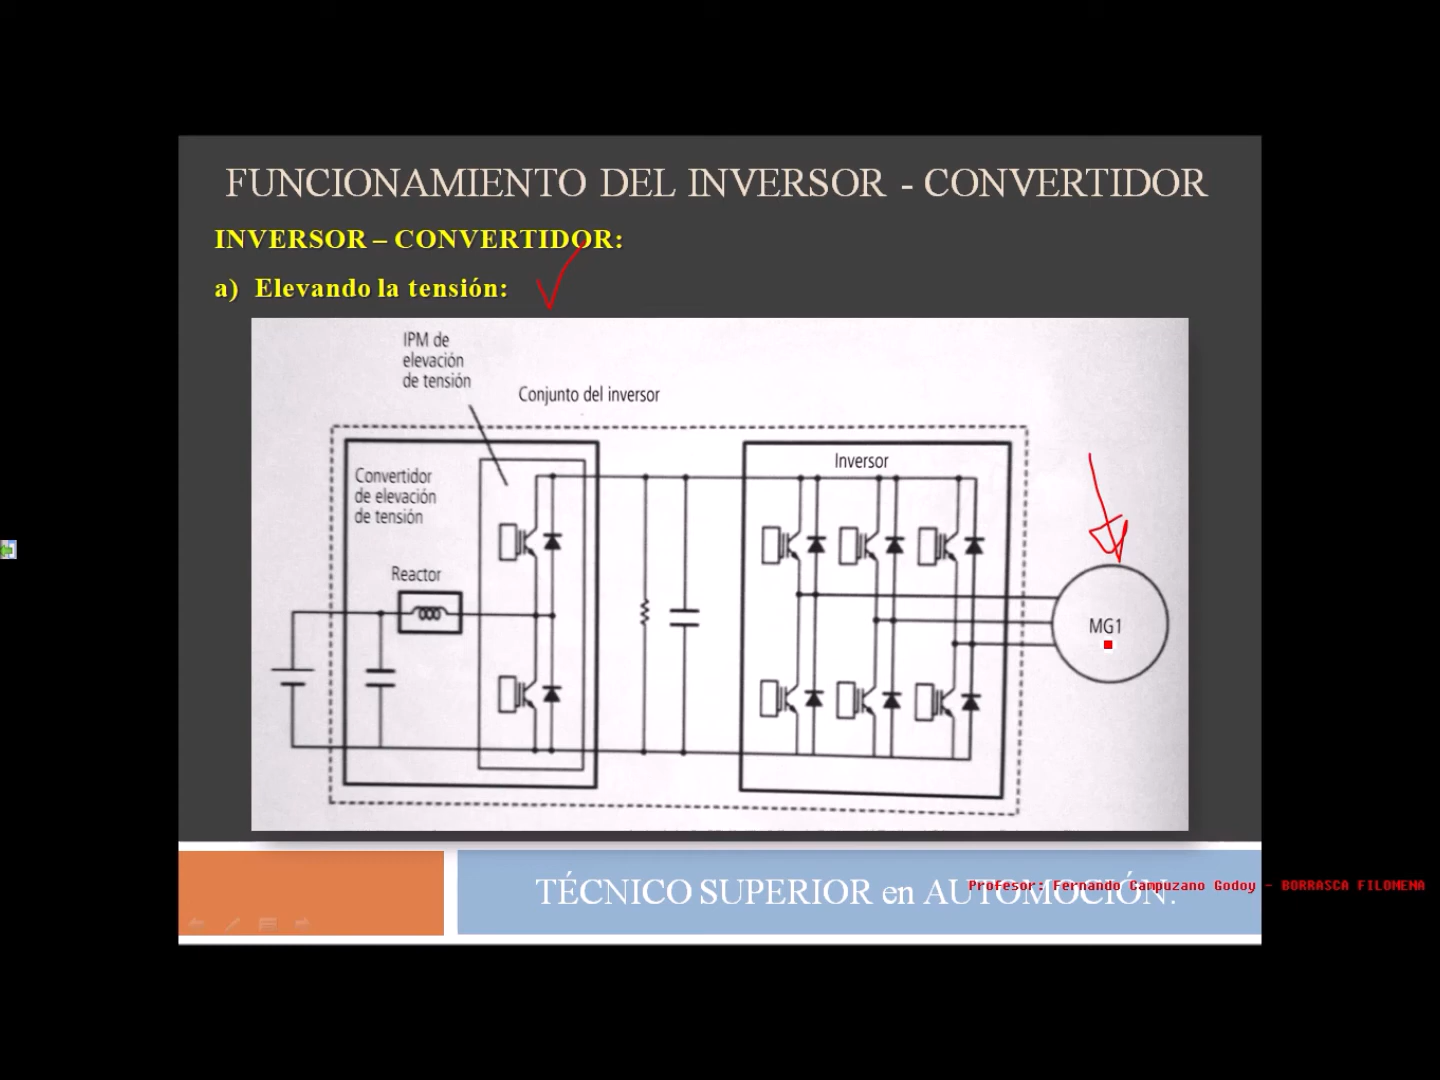 FUNCIONAMIENTO DEL INVERSOR - CONVERTIDOR
INVERSOR – CONVERTIDOR:
a) Elevando la tensión:
IPM de
elevación
de tensión
Conjunto del inversor
Convertidor
de elevación
de tensión
Inversor
Reactor
MG1
TÉCNICO SUPERIOR en AUTOMOCIÓN.
Profesor: Fernando Campuzano Godoy - BORRASCA FILOMENA